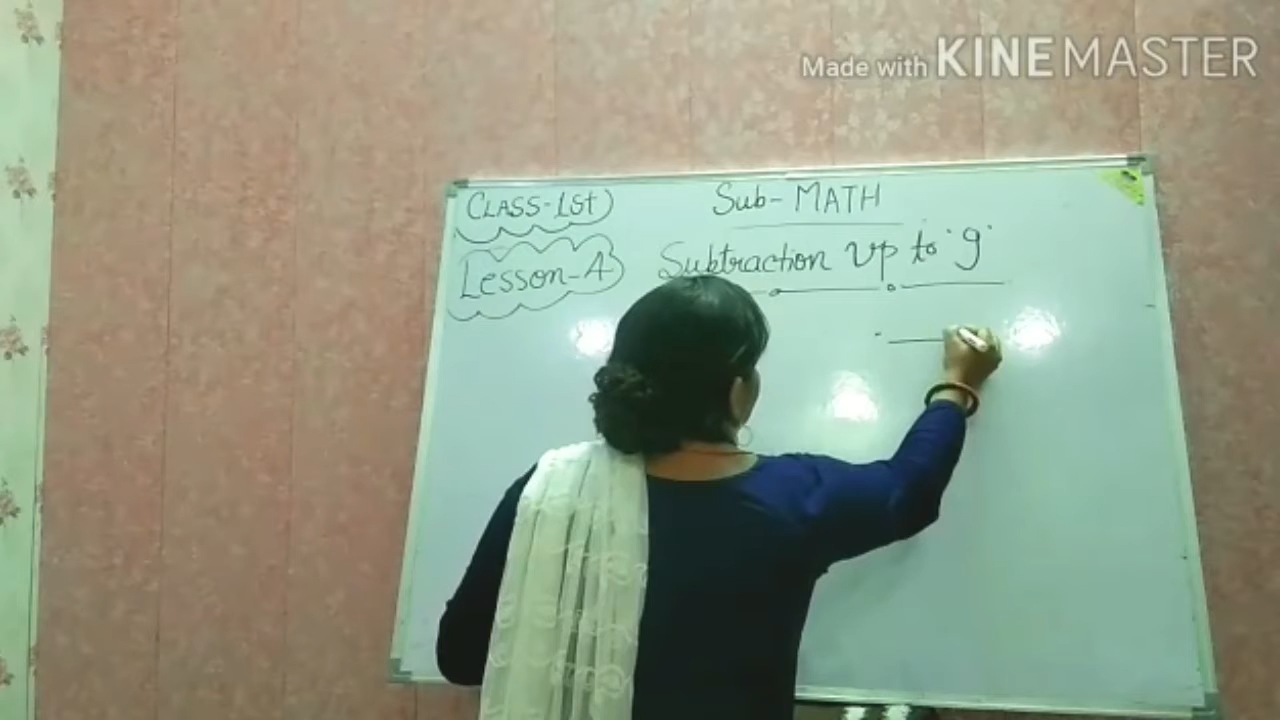 Made with KINEMASTER
CLASS-1st
Sub- MATH
Lesson-4
Subtraction up to '9'